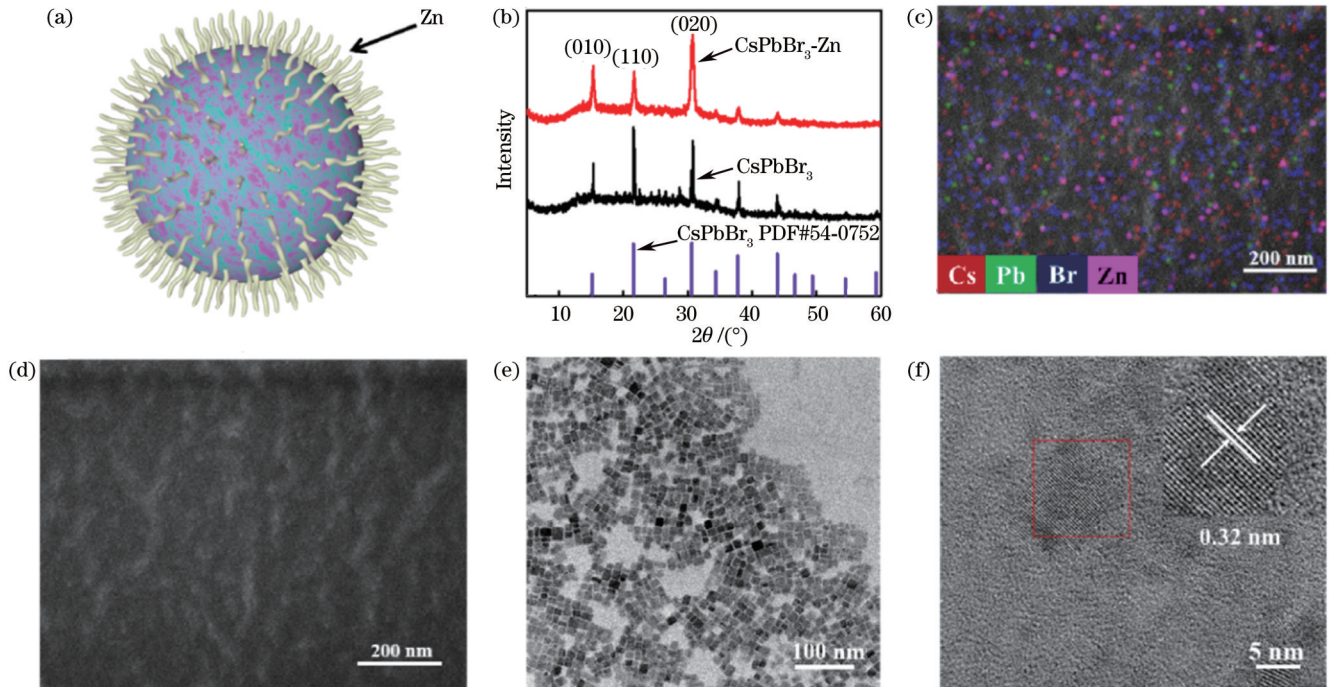 (a)
Zn
(b)
(020)
(010)
(110)
CsPbBr₃-Zn
CsPbBr₃
CsPbBr₃ PDF#54-0752
Intensity
10 20 30 40 50 60
2θ /(°)
(c)
Cs Pb Br Zn
200 nm
(d)
200 nm
(e)
100 nm
(f)
0.32 nm
5 nm